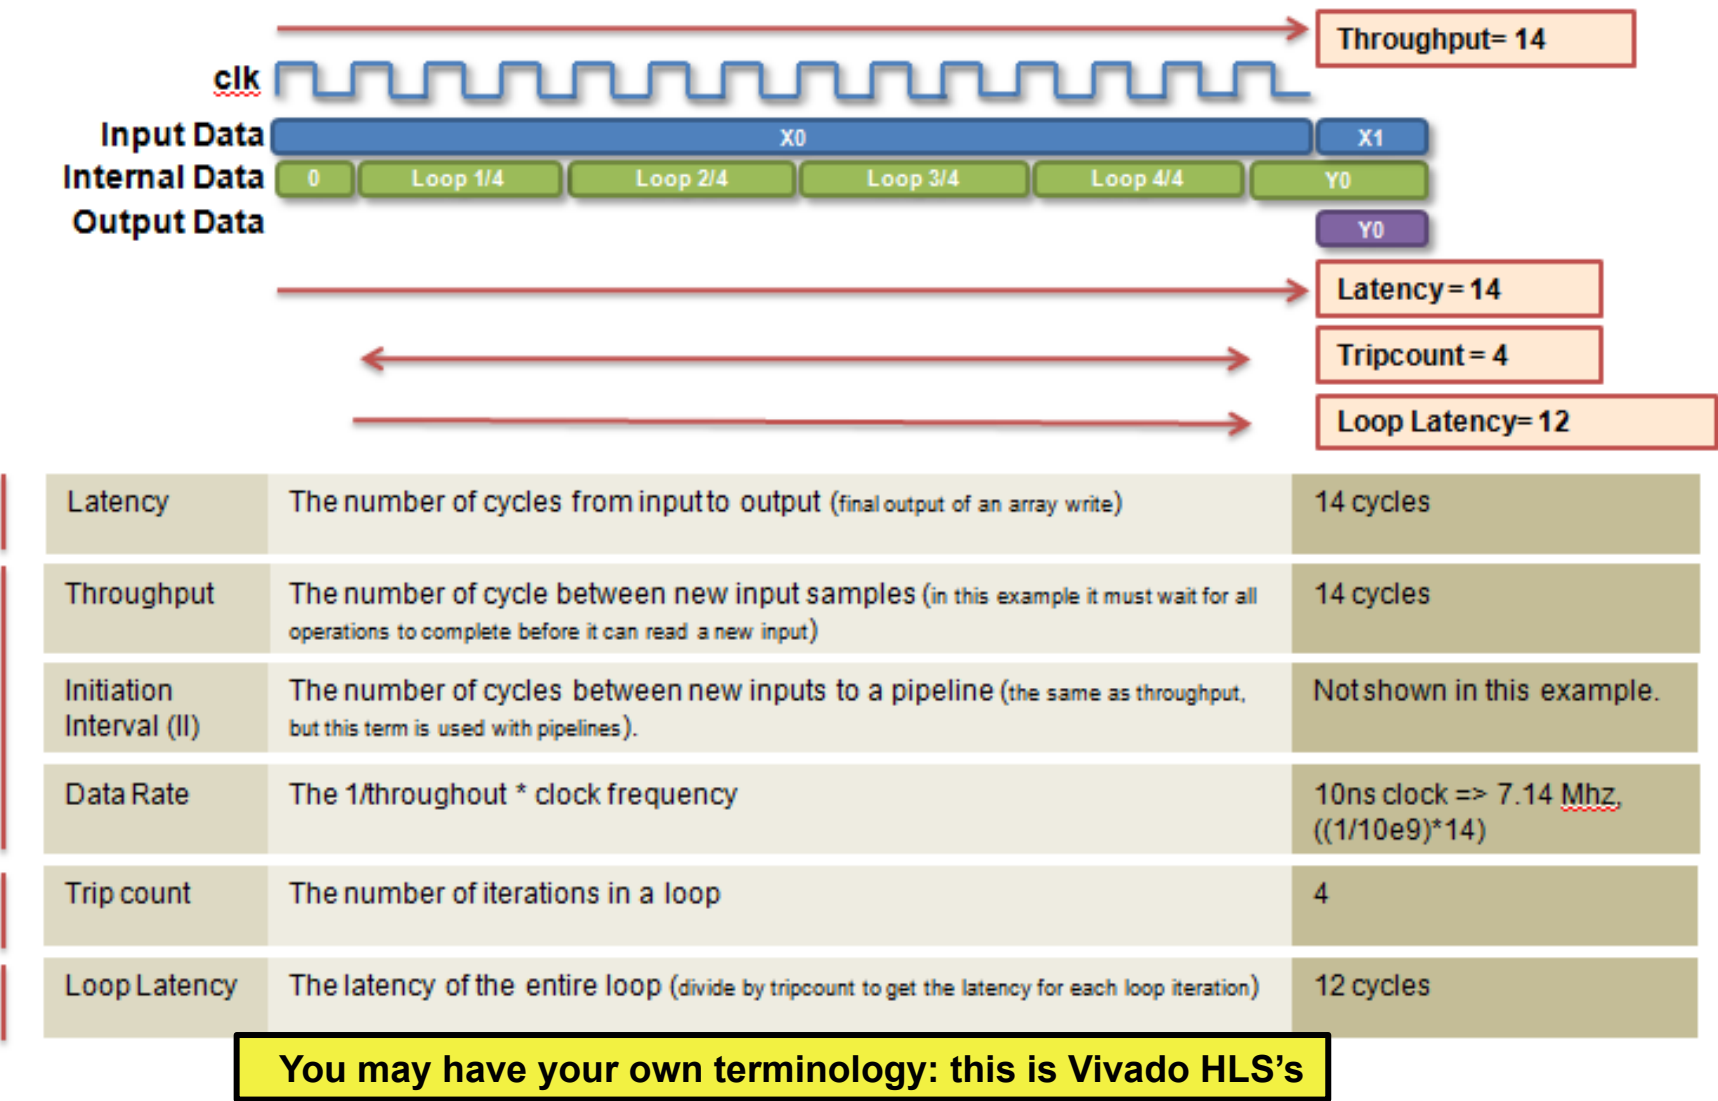 Throughput= 14
clk
Input Data X0 X1
Internal Data 0 Loop 1/4 Loop 2/4 Loop 3/4 Loop 4/4 Y0
Output Data Y0
Latency = 14
Tripcount = 4
Loop Latency= 12
Latency The number of cycles from input to output (final output of an array write) 14 cycles
Throughput The number of cycle between new input samples (in this example it must wait for all 14 cycles
operations to complete before it can read a new input)
Initiation The number of cycles between new inputs to a pipeline (the same as throughput, Not shown in this example.
Interval (II) but this term is used with pipelines).
Data Rate The 1/throughout * clock frequency 10ns clock => 7.14 Mhz,
((1/10e9)*14)
Trip count The number of iterations in a loop 4
Loop Latency The latency of the entire loop (divide by tripcount to get the latency for each loop iteration) 12 cycles
You may have your own terminology: this is Vivado HLS’s